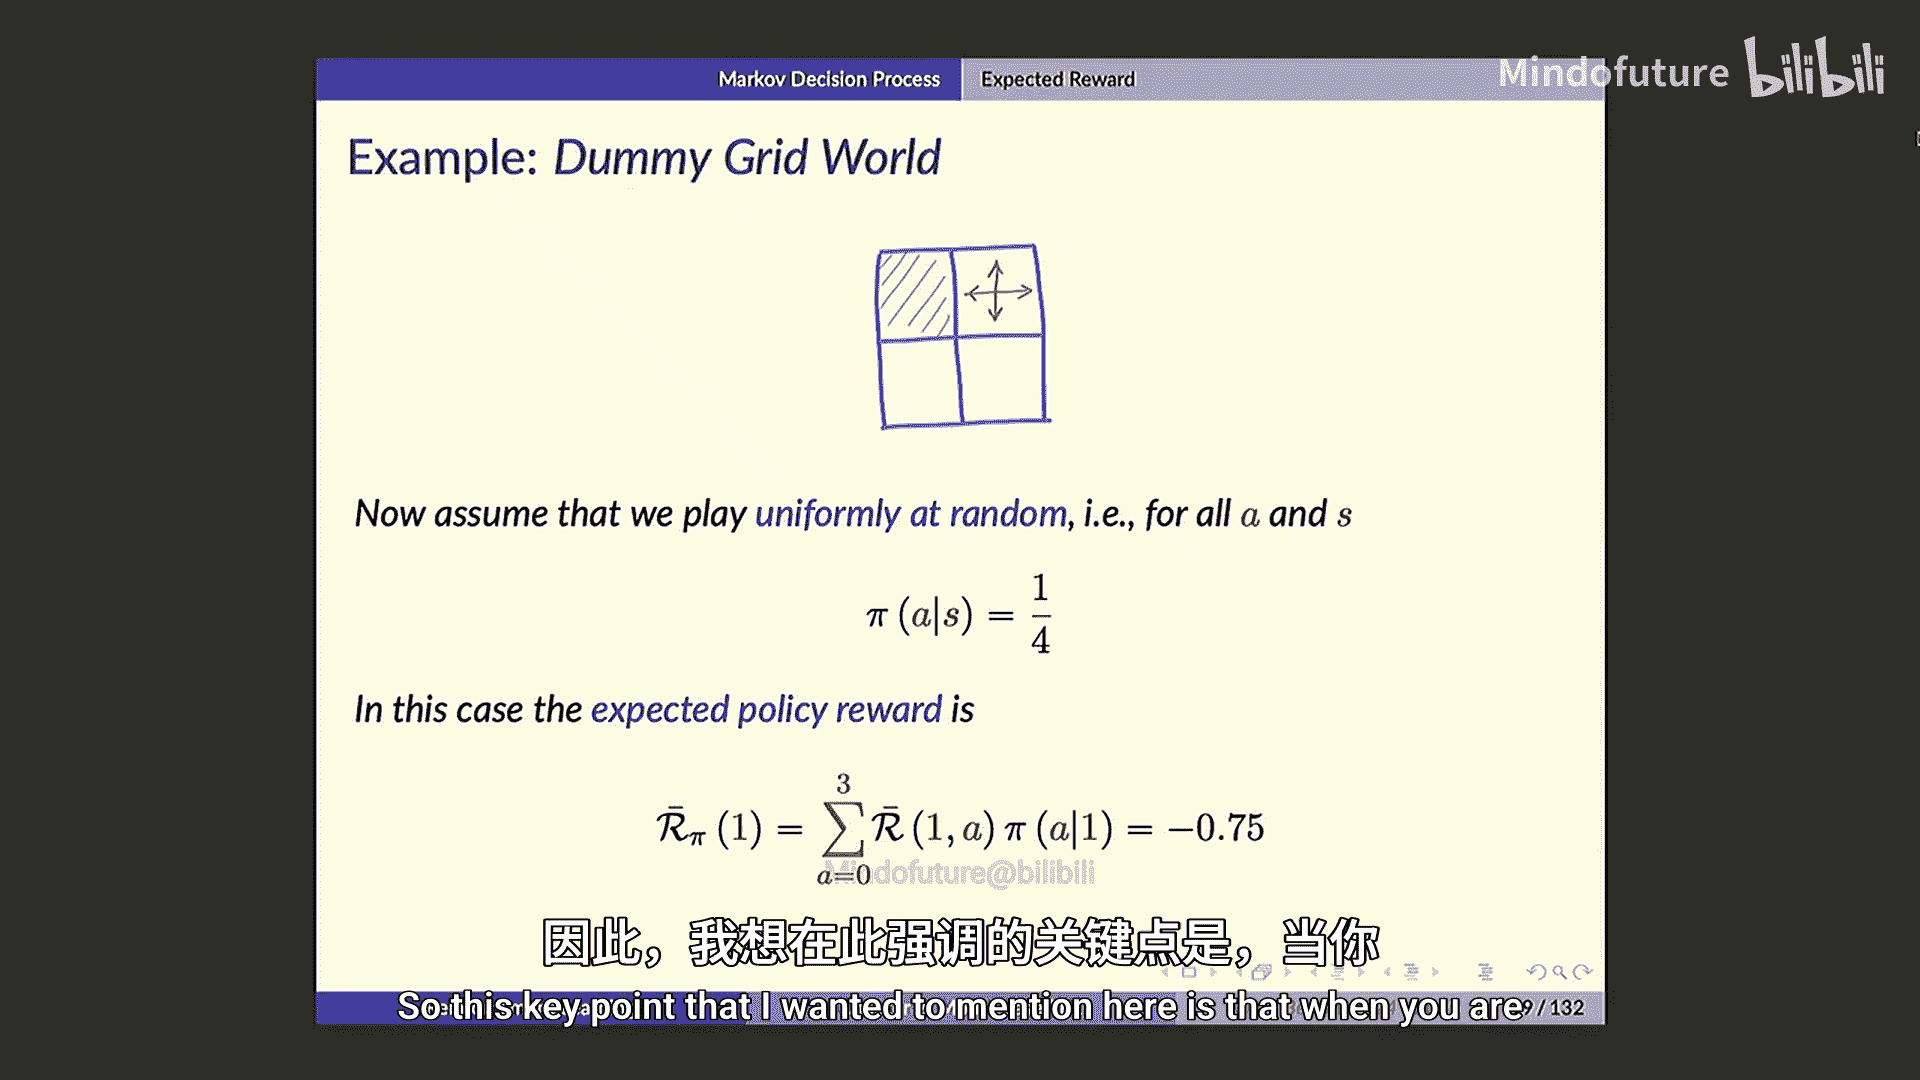 Markov Decision Process Expected Reward
Mindofuture bilibili
Example: Dummy Grid World
Now assume that we play uniformly at random, i.e., for all a and s
π (a|s) = 1/4
In this case the expected policy reward is
R̄π (1) = ∑_{a=0}^{3} R̄ (1, a) π (a|1) = −0.75
Mindofuture@bilibili
因此，我想在此强调的关键点是，当你
So this key point that I wanted to mention here is that when you are
9 / 132